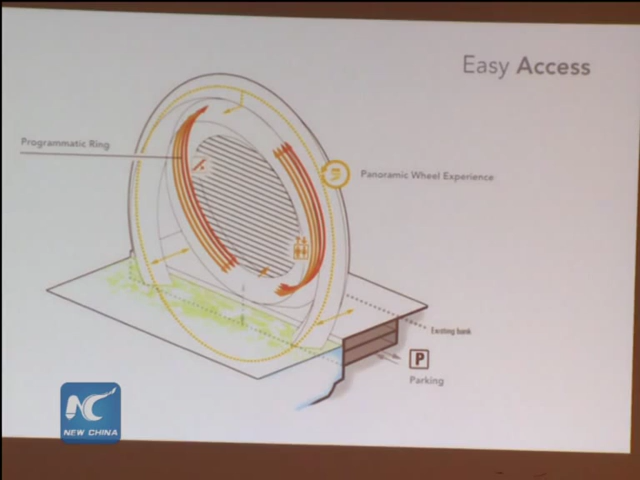 Easy Access
Programmatic Ring
Panoramic Wheel Experience
Existing bank
P
Parking
NEW CHINA